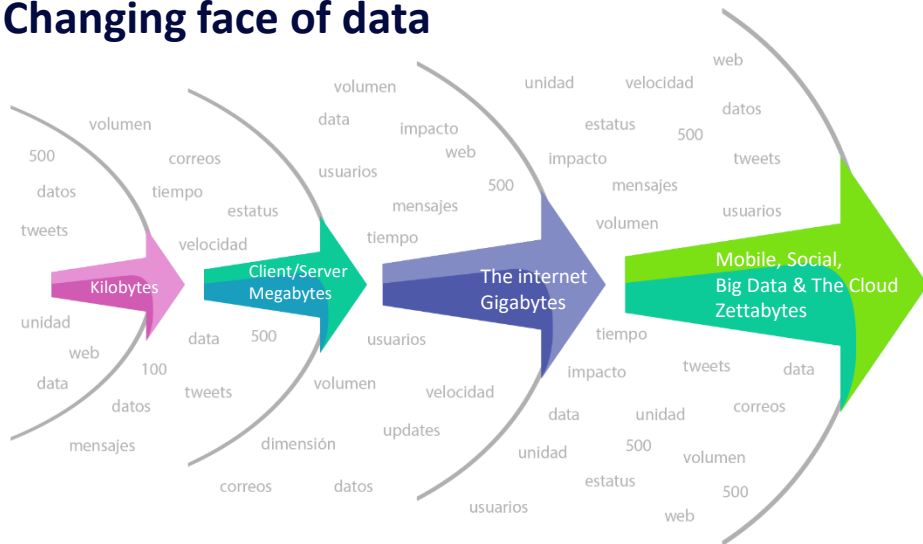 Changing face of data
volumen
500
correos
datos
tiempo
estatus
tweets
velocidad
Kilobytes
unidad
web
100
data
datos
mensajes
volumen
data
impacto
web
usuarios
500
mensajes
tiempo
Client/Server
Megabytes
data
500
tweets
volumen
dimensión
correos
datos
usuarios
velocidad
updates
usuarios
unidad
velocidad
web
datos
estatus
500
impacto
tweets
mensajes
usuarios
volumen
The internet
Gigabytes
Mobile, Social,
Big Data & The Cloud
Zettabytes
tiempo
impacto
tweets
data
data
unidad
correos
unidad
500
volumen
estatus
500
web